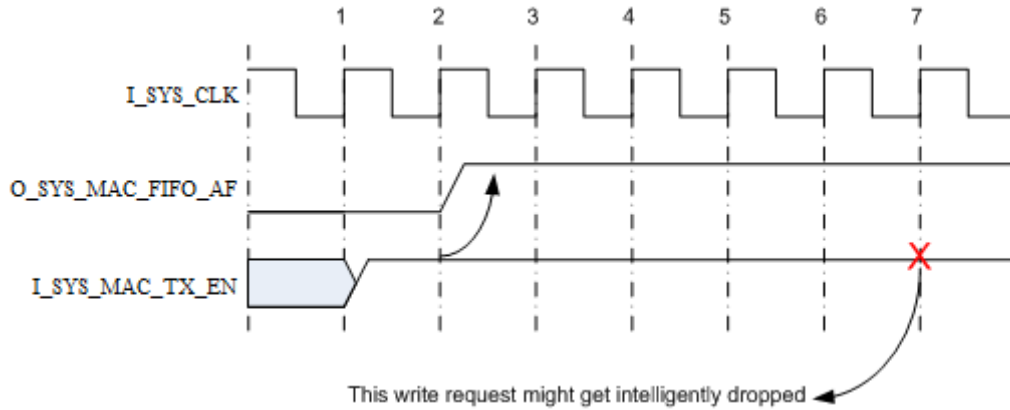 1 2 3 4 5 6 7
I_SYS_CLK
O_SYS_MAC_FIFO_AF
I_SYS_MAC_TX_EN
This write request might get intelligently dropped